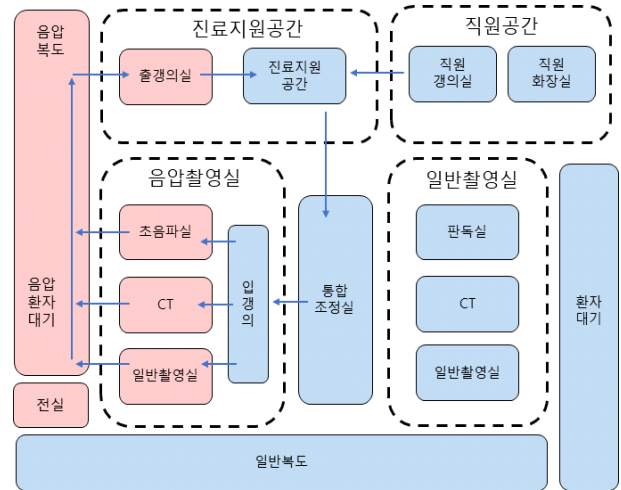 음압
복도
진료지원공간
출갱의실
진료지원
공간
직원공간
직원
갱의실
직원
화장실
음압
환자
대기
전실
음압촬영실
초음파실
CT
일반촬영실
입
갱
의
통합
조정실
일반촬영실
판독실
CT
일반촬영실
환자
대기
일반복도